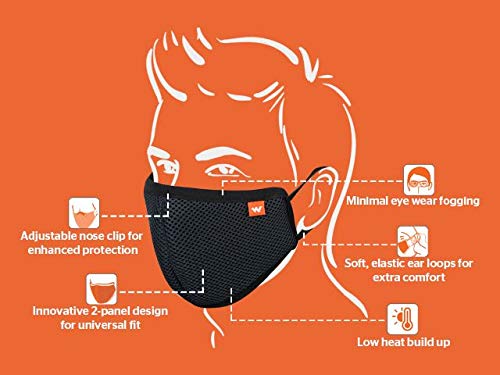 Minimal eye wear fogging
Adjustable nose clip for
enhanced protection
Soft, elastic ear loops for
extra comfort
Innovative 2-panel design
for universal fit
Low heat build up